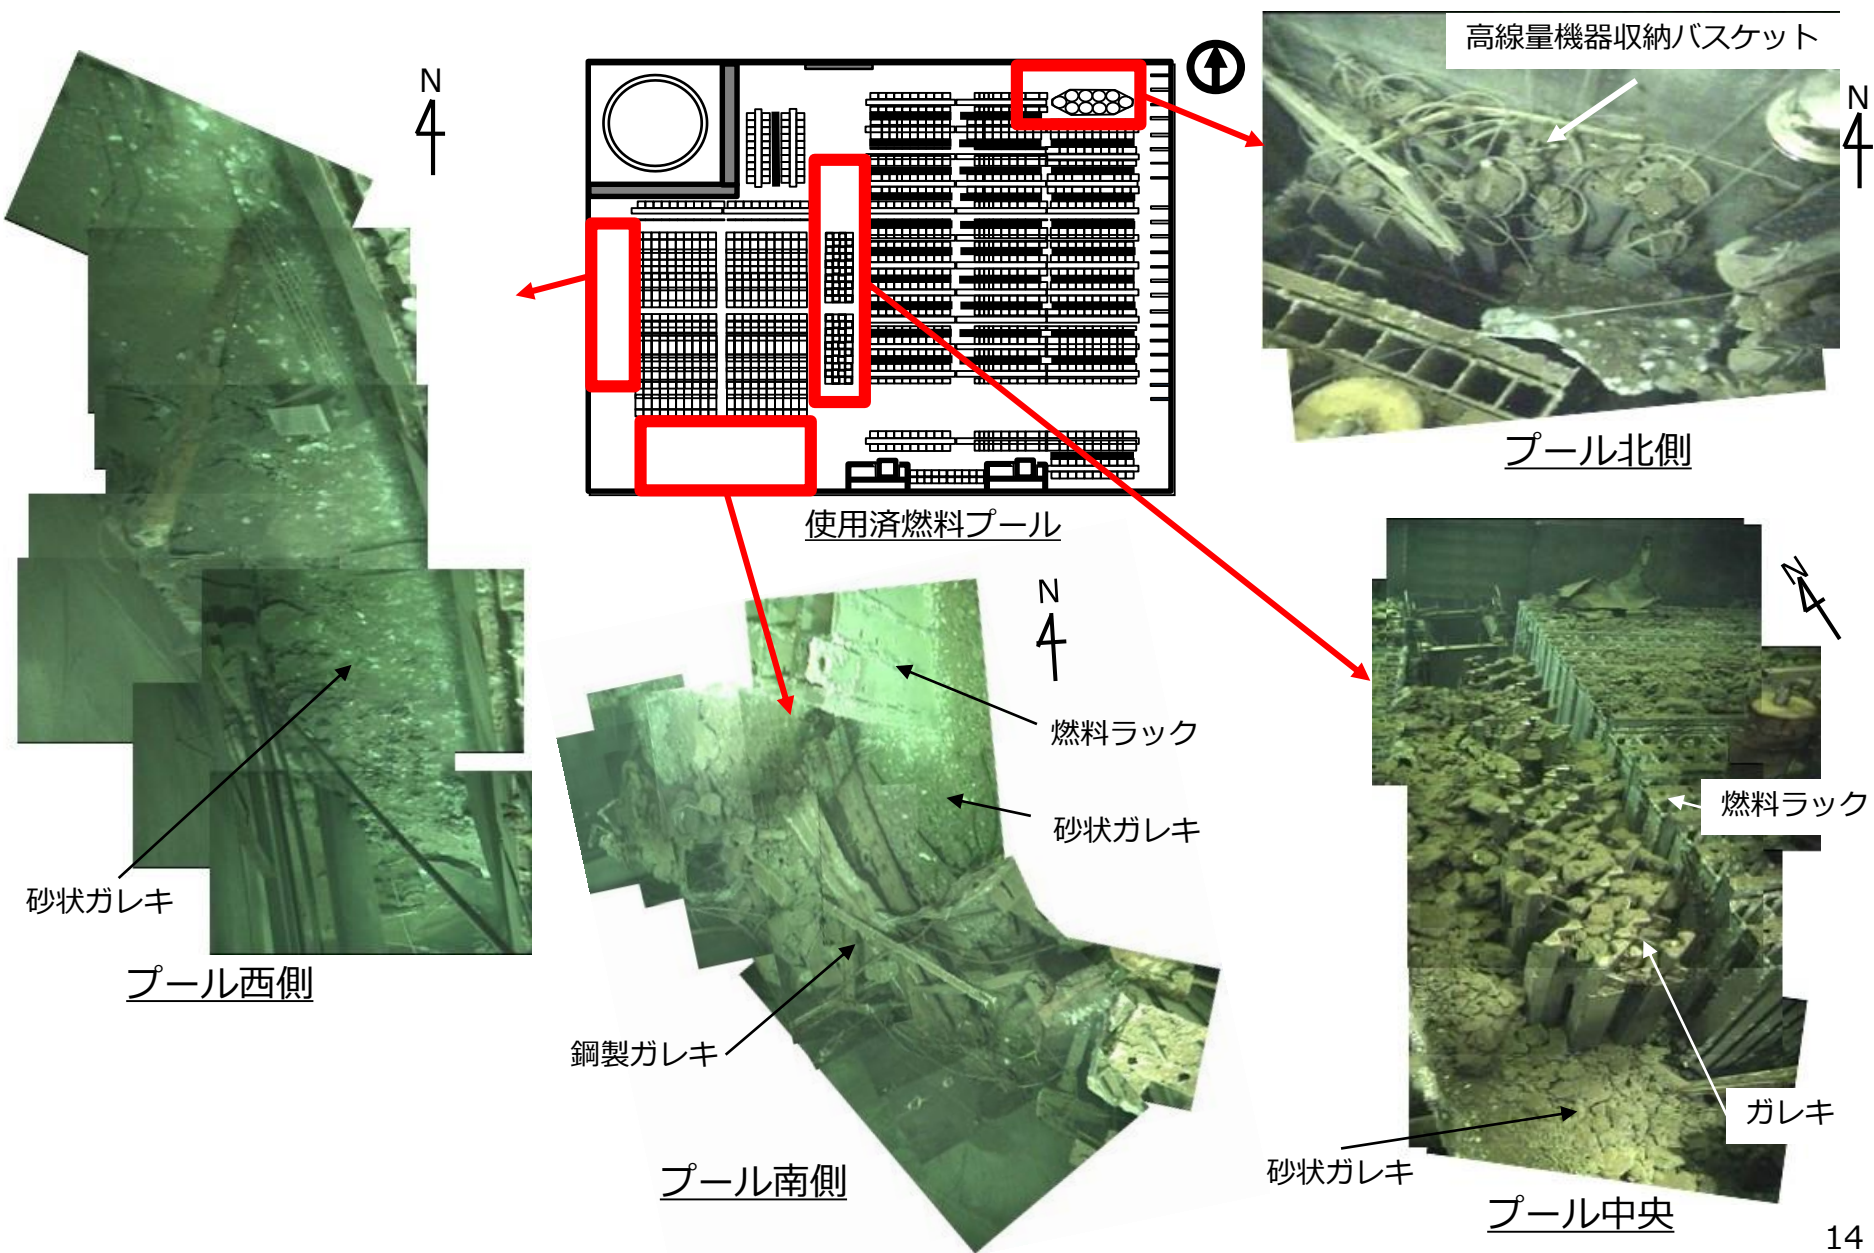 高線量機器収納バスケット
N
N
プール北側
使用済燃料プール
N
N
燃料ラック
砂状ガレキ
燃料ラック
砂状ガレキ
プール西側
鋼製ガレキ
ガレキ
砂状ガレキ
プール南側
プール中央
14